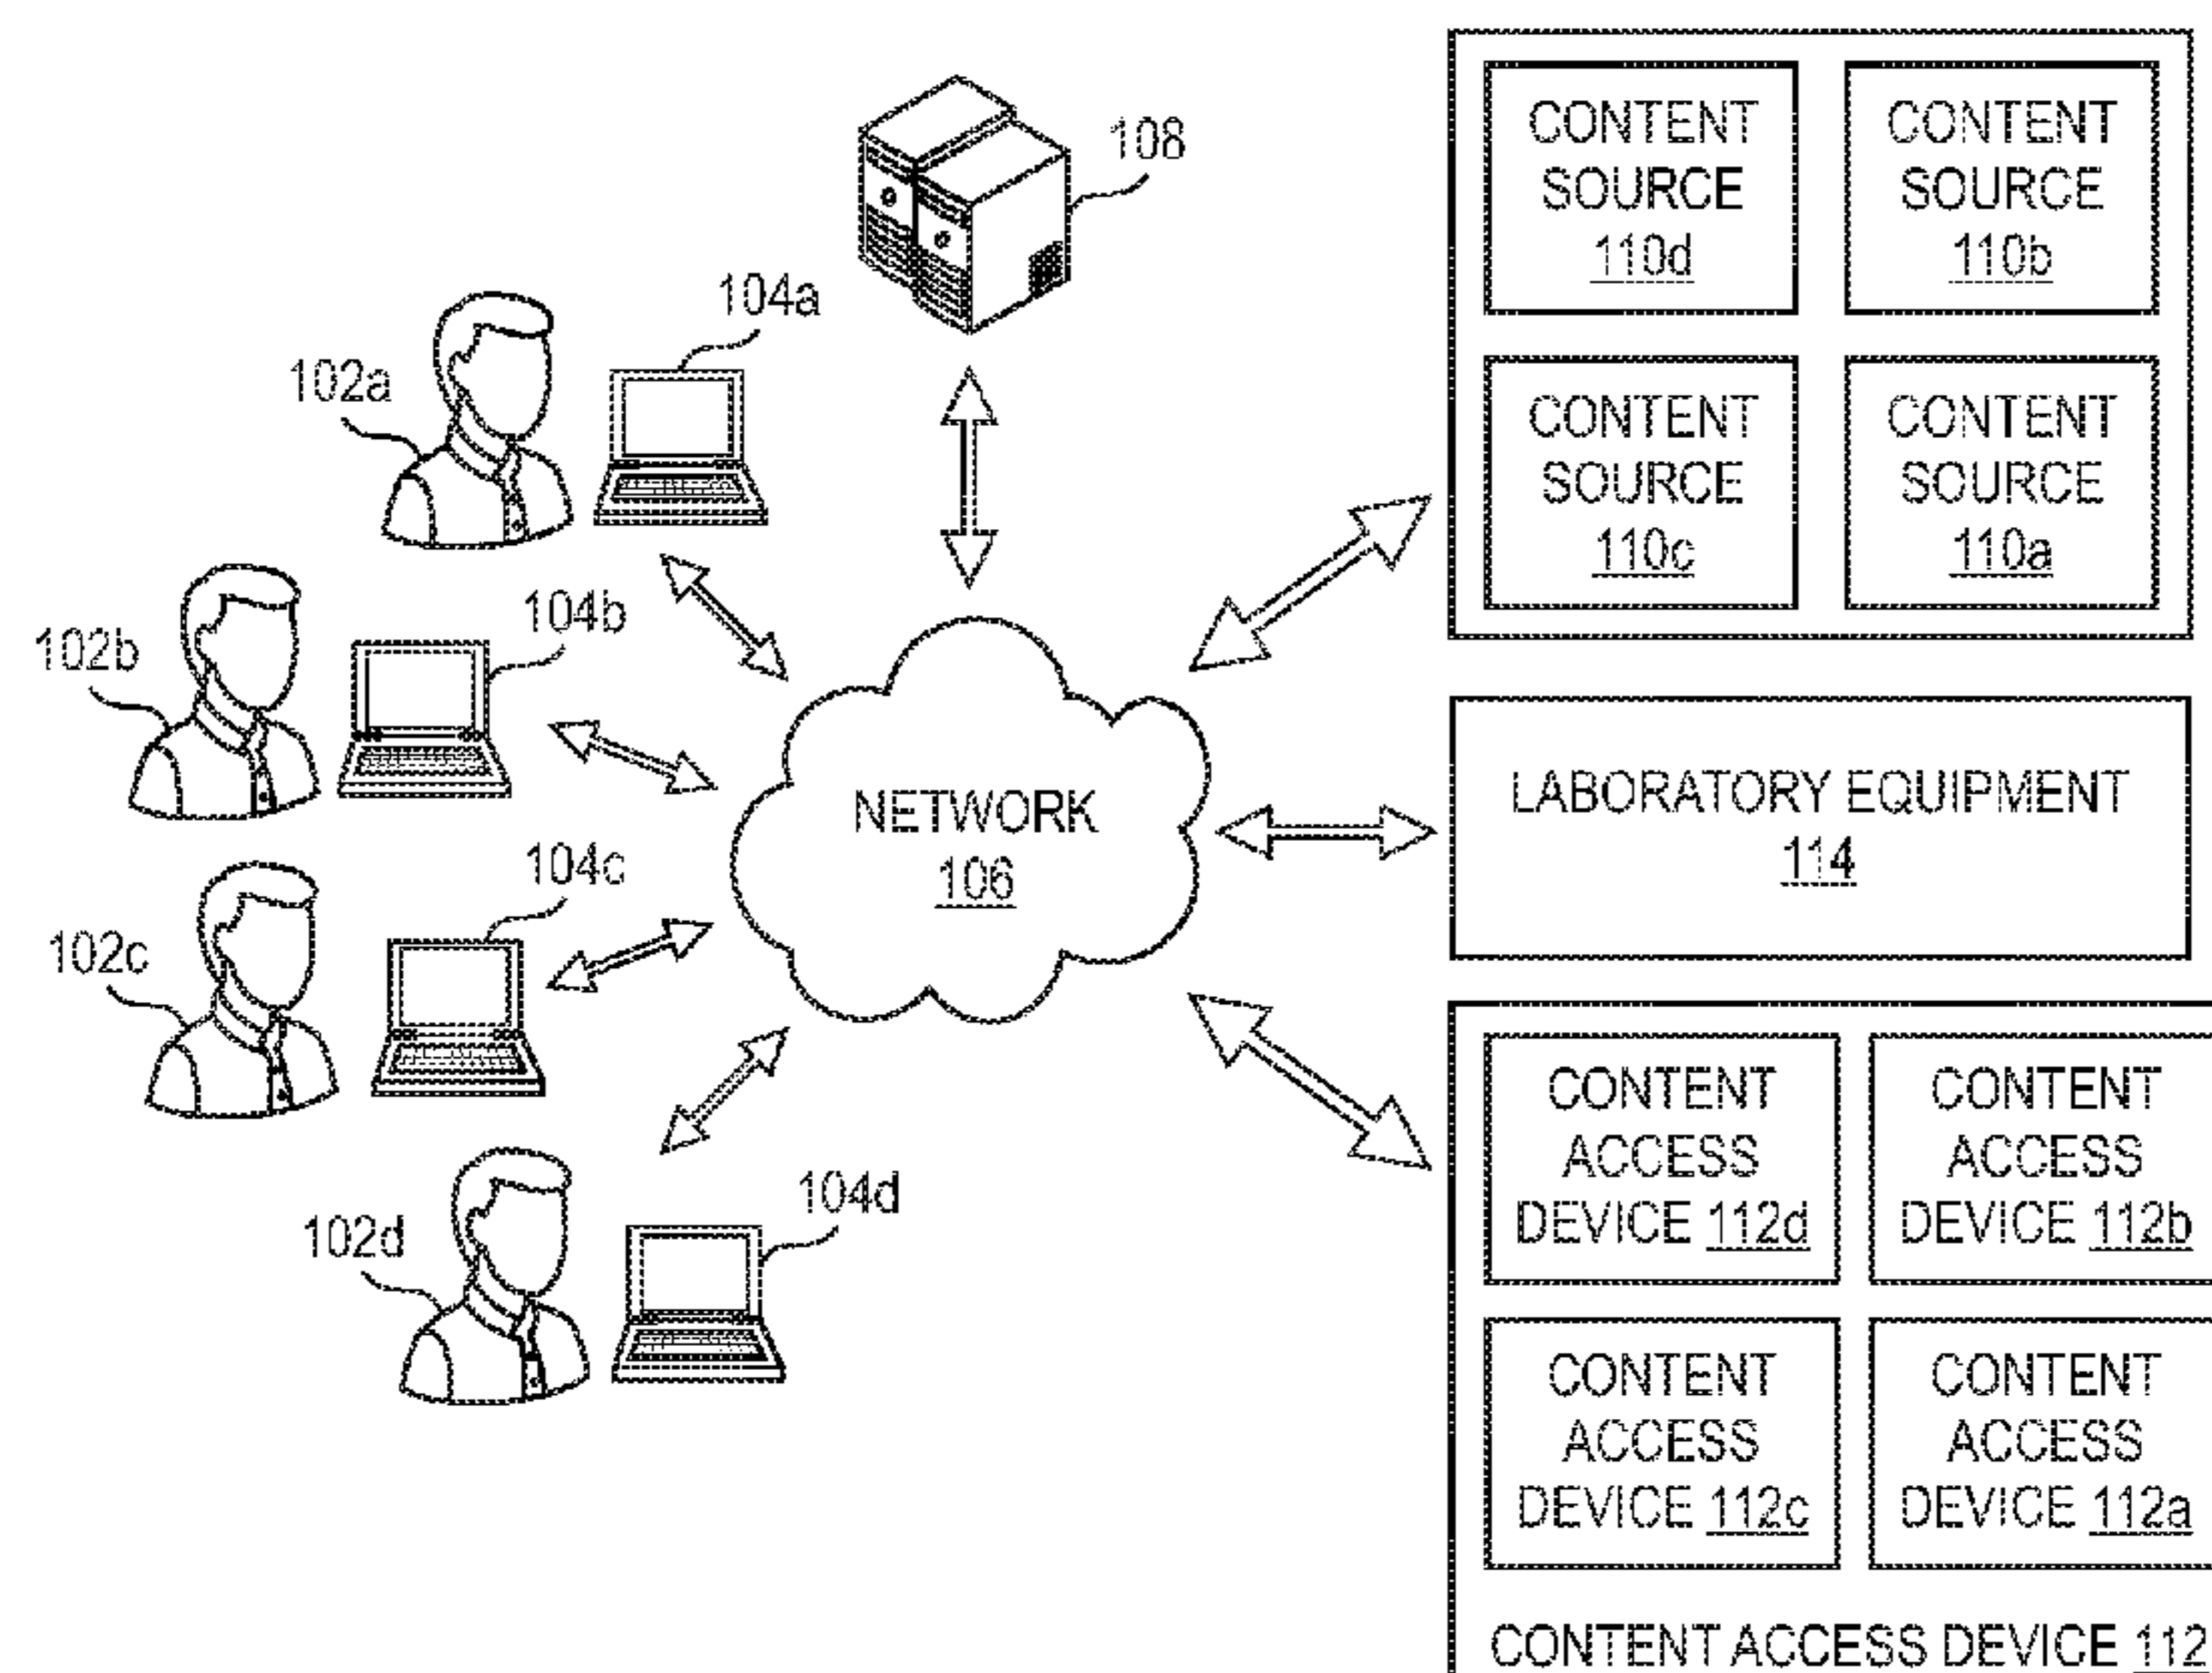 108
104a
102a
104b
102b
104c
102c
104d
102d
NETWORK
106
CONTENT
SOURCE
110d
CONTENT
SOURCE
110b
CONTENT
SOURCE
110c
CONTENT
SOURCE
110a
LABORATORY EQUIPMENT
114
CONTENT
ACCESS
DEVICE 112d
CONTENT
ACCESS
DEVICE 112b
CONTENT
ACCESS
DEVICE 112c
CONTENT
ACCESS
DEVICE 112a
CONTENT ACCESS DEVICE 112